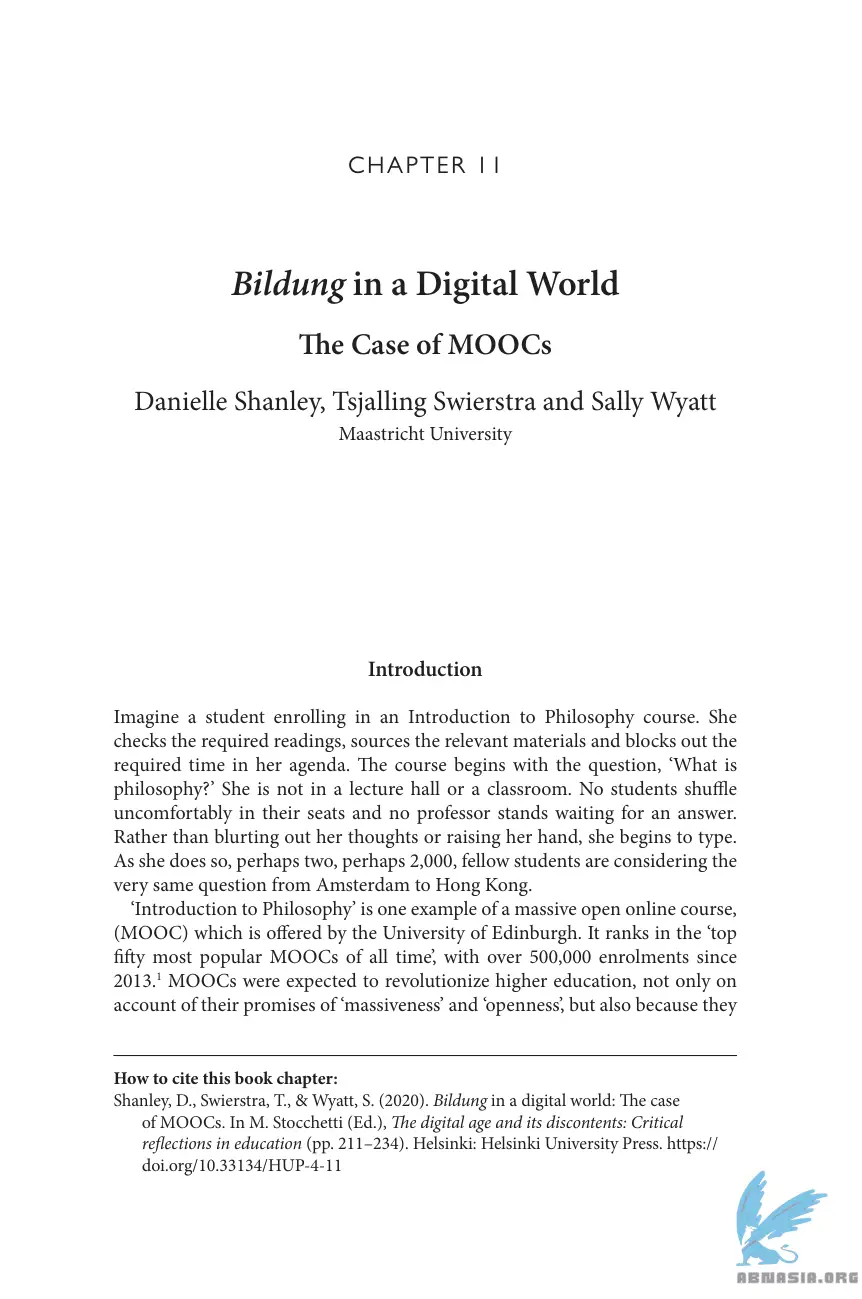 CHAPTER 11
Bildung in a Digital World
The Case of MOOCs
Danielle Shanley, Tsjalling Swierstra and Sally Wyatt
Maastricht University
Introduction
Imagine a student enrolling in an Introduction to Philosophy course. She
checks the required readings, sources the relevant materials and blocks out the
required time in her agenda. The course begins with the question, ‘What is
philosophy?’ She is not in a lecture hall or a classroom. No students shuffle
uncomfortably in their seats and no professor stands waiting for an answer.
Rather than blurting out her thoughts or raising her hand, she begins to type.
As she does so, perhaps two, perhaps 2,000, fellow students are considering the
very same question from Amsterdam to Hong Kong.
‘Introduction to Philosophy’ is one example of a massive open online course,
(MOOC) which is offered by the University of Edinburgh. It ranks in the ‘top
fifty most popular MOOCs of all time’, with over 500,000 enrolments since
2013.¹ MOOCs were expected to revolutionize higher education, not only on
account of their promises of ‘massiveness’ and ‘openness’, but also because they
How to cite this book chapter:
Shanley, D., Swierstra, T., & Wyatt, S. (2020). Bildung in a digital world: The case
of MOOCs. In M. Stocchetti (Ed.), The digital age and its discontents: Critical
reflections in education (pp. 211–234). Helsinki: Helsinki University Press. https://
doi.org/10.33134/HUP-4-11
ABNASIA.ORG